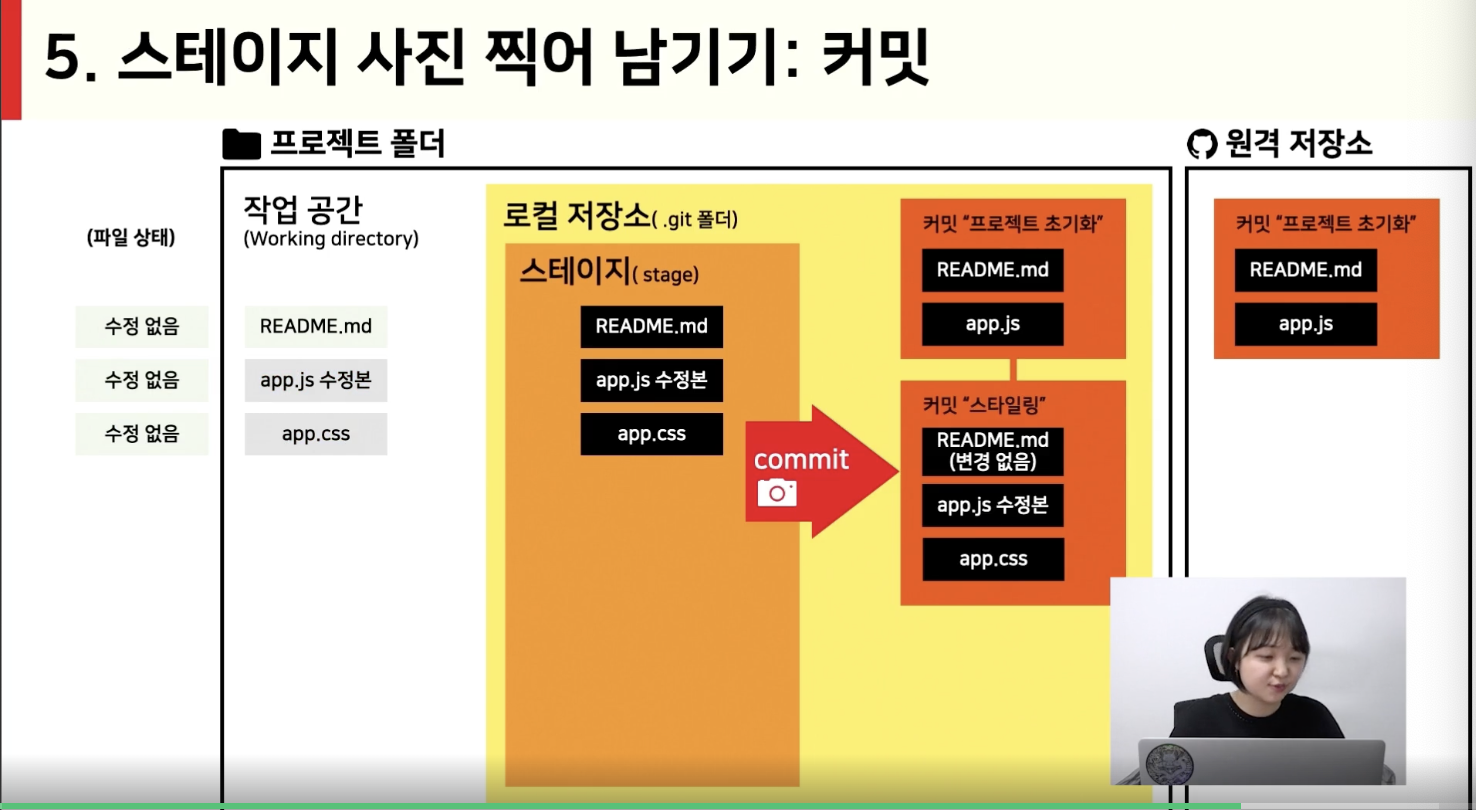 5. 스테이지 사진 찍어 남기기: 커밋
프로젝트 폴더
원격 저장소
(파일 상태)
작업 공간
(Working directory)
로컬 저장소( .git 폴더)
스테이지( stage)
수정 없음
수정 없음
수정 없음
README.md
app.js 수정본
app.css
README.md
app.js 수정본
app.css
commit
커밋 “프로젝트 초기화”
README.md
app.js
커밋 “스타일링”
README.md
(변경 없음)
app.js 수정본
app.css
커밋 “프로젝트 초기화”
README.md
app.js